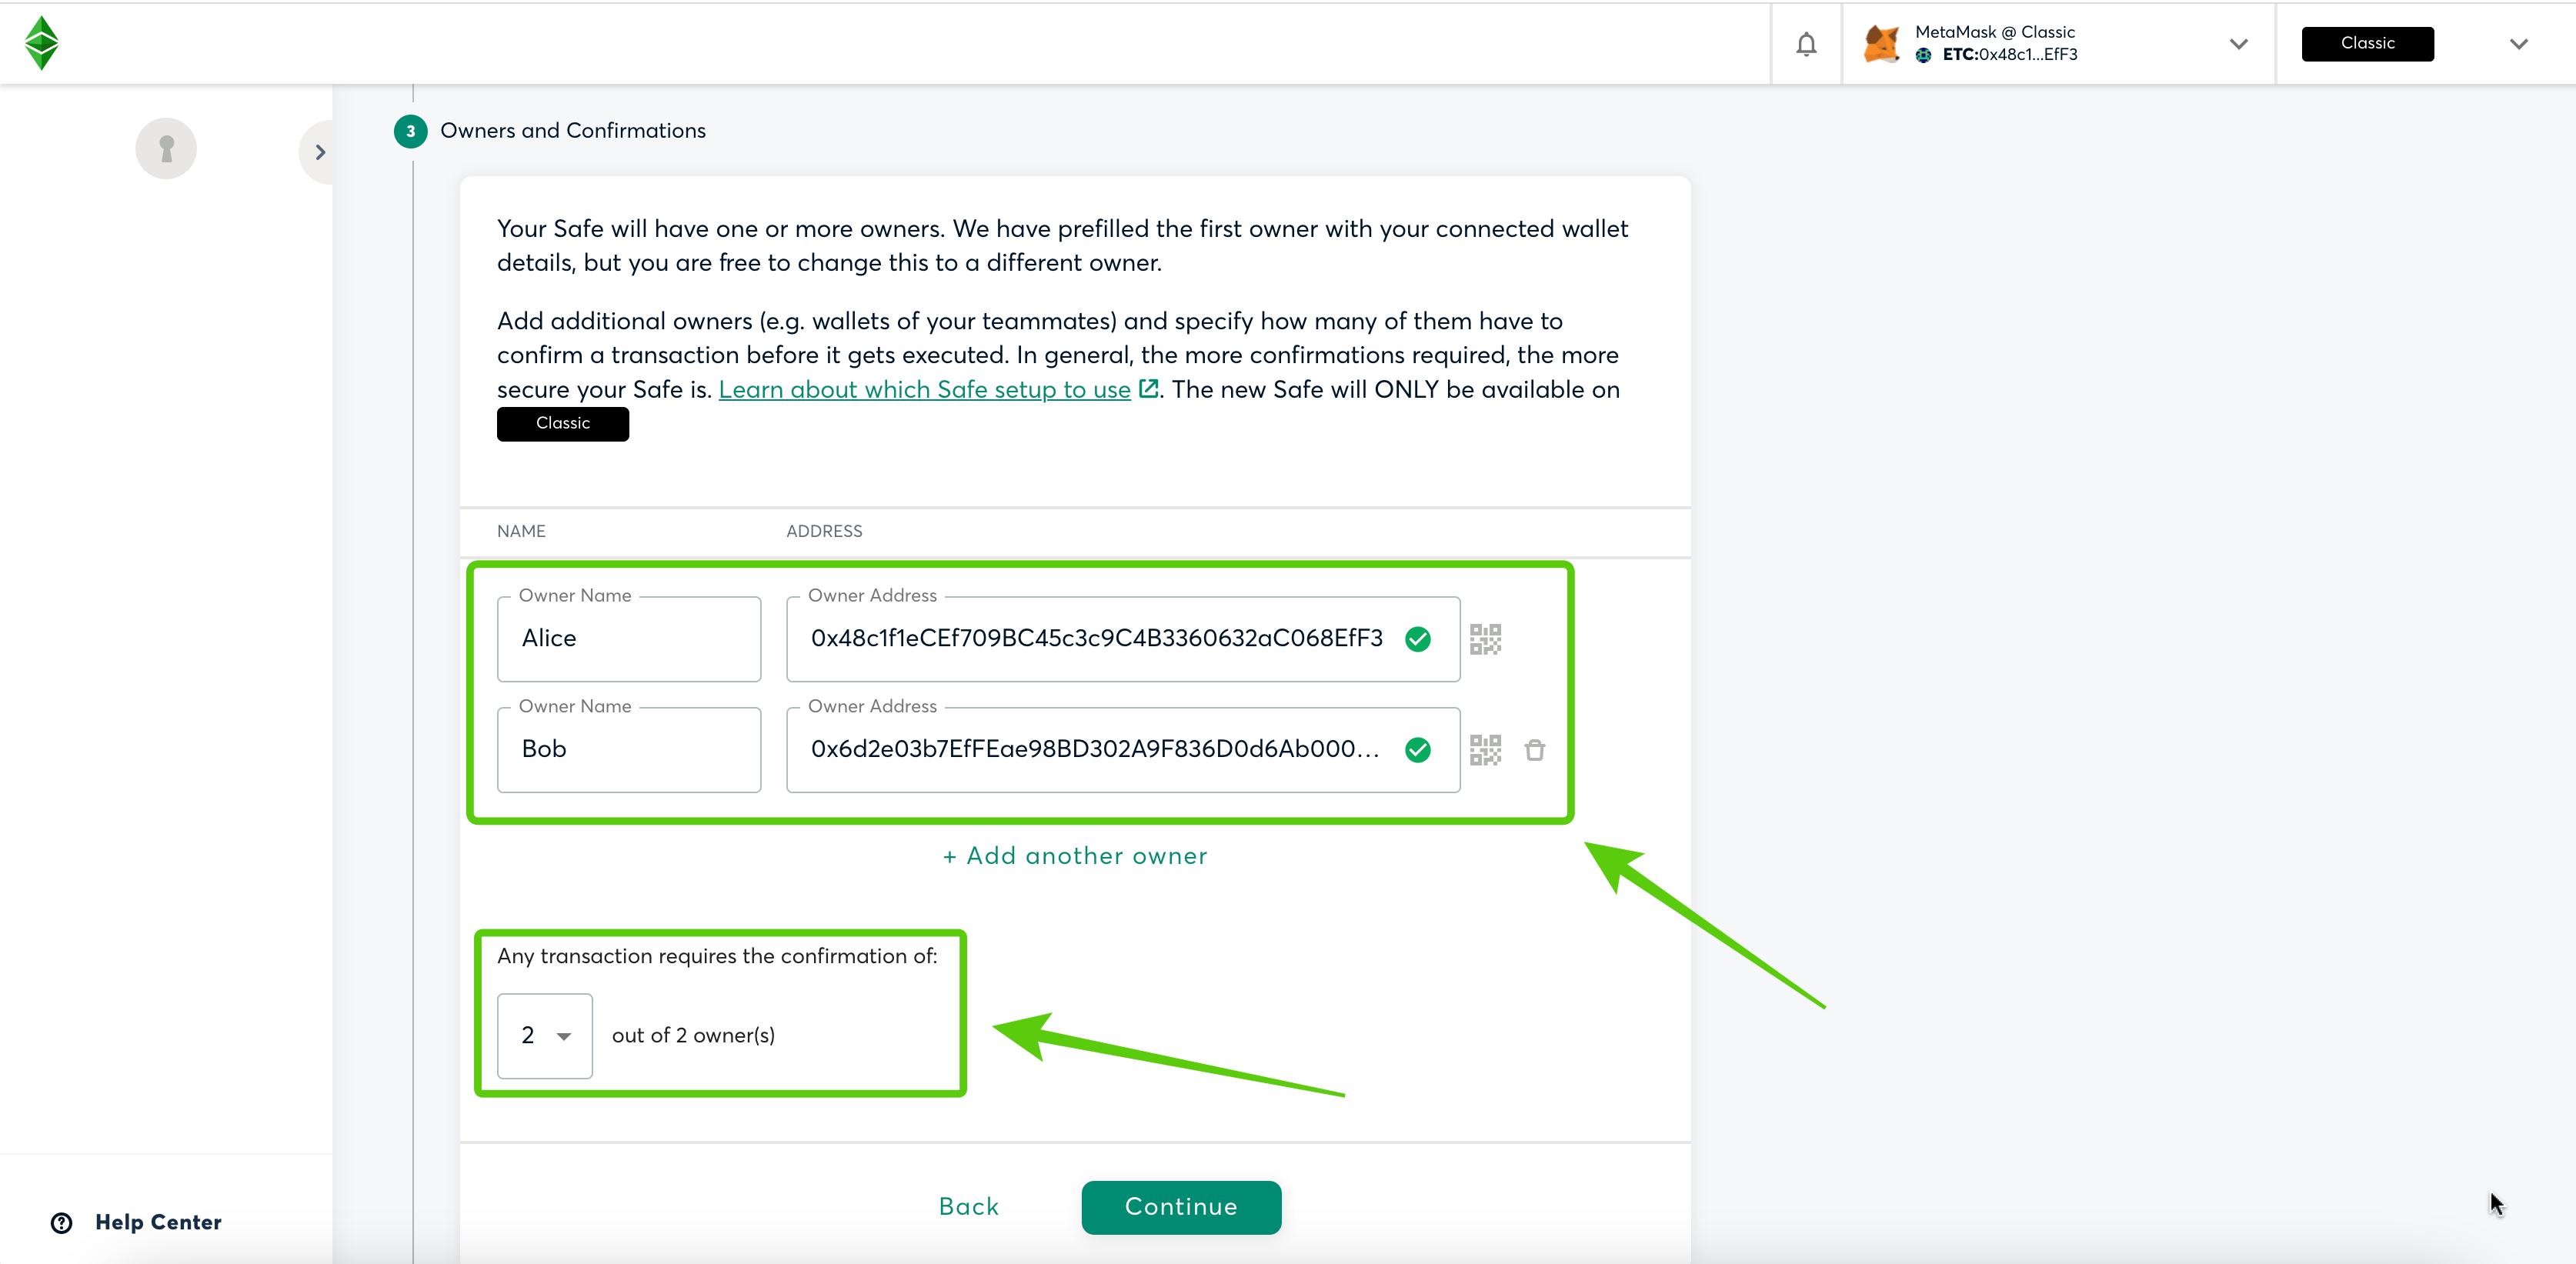 MetaMask @ Classic
ETC:0x48c1...EfF3
Classic
3 Owners and Confirmations
Your Safe will have one or more owners. We have prefilled the first owner with your connected wallet
details, but you are free to change this to a different owner.
Add additional owners (e.g. wallets of your teammates) and specify how many of them have to
confirm a transaction before it gets executed. In general, the more confirmations required, the more
secure your Safe is. Learn about which Safe setup to use. The new Safe will ONLY be available on
Classic
NAME ADDRESS
Owner Name Owner Address
Alice 0x48c1f1eCEf709BC45c3c9C4B3360632aC068EfF3
Owner Name Owner Address
Bob 0x6d2e03b7EfFEae98BD302A9F836D0d6Ab000...
+ Add another owner
Any transaction requires the confirmation of:
2 out of 2 owner(s)
Back Continue
? Help Center